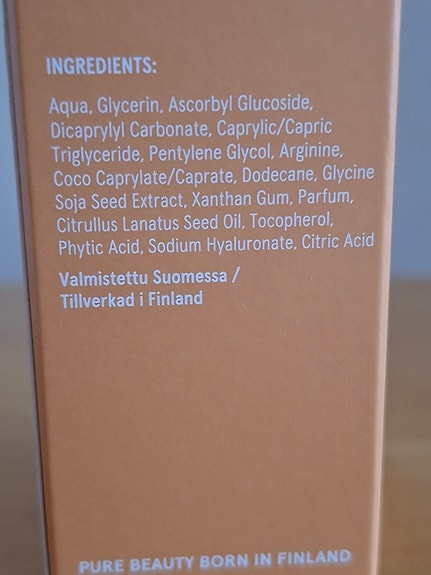 INGREDIENTS:
Aqua, Glycerin, Ascorbyl Glucoside,
Dicaprylyl Carbonate, Caprylic/Capric
Triglyceride, Pentylene Glycol, Arginine,
Coco Caprylate/Caprate, Dodecane, Glycine
Soja Seed Extract, Xanthan Gum, Parfum,
Citrullus Lanatus Seed Oil, Tocopherol,
Phytic Acid, Sodium Hyaluronate, Citric Acid
Valmistettu Suomessa /
Tillverkad i Finland
PURE BEAUTY BORN IN FINLAND